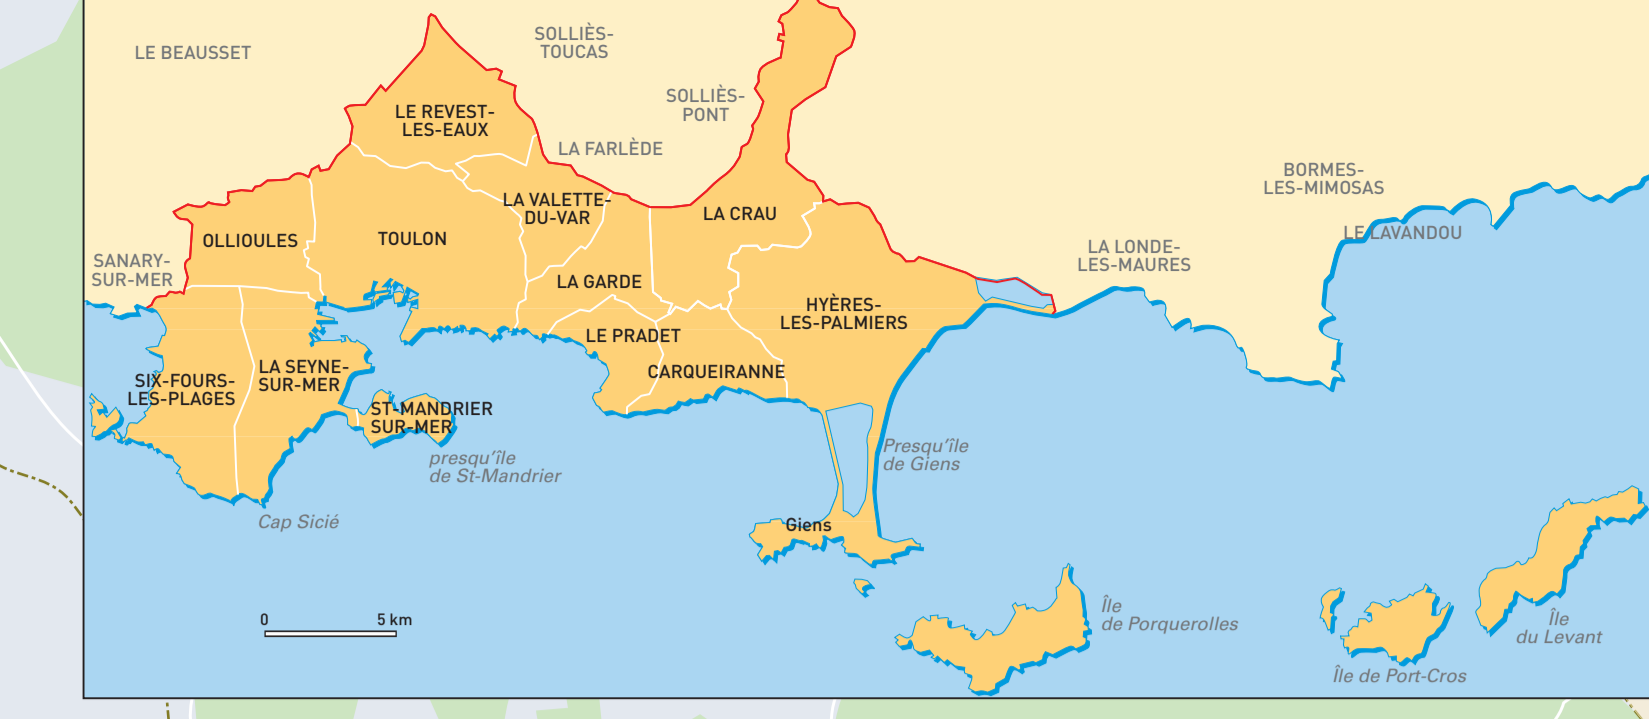 LE BEAUSSET
SOLLIÈS-
TOUCAS
SOLLIÈS-
PONT
LE REVEST-
LES-EAUX
LA FARLÈDE
BORMES-
LES-MIMOSAS
LA VALETTE-
DU-VAR
LA CRAU
OLLIOULES
TOULON
LE LAVANDOU
SANARY-
SUR-MER
LA LONDE-
LES-MAURES
LA GARDE
HYÈRES-
LES-PALMIERS
LE PRADET
CARQUEIRANNE
SIX-FOURS-
LES-PLAGES
LA SEYNE-
SUR-MER
ST-MANDRIER
SUR-MER
presqu'île
de St-Mandrier
Presqu'île
de Giens
Cap Sicié
Giens
0 5 km
Île
de Porquerolles
Île
du Levant
Île de Port-Cros